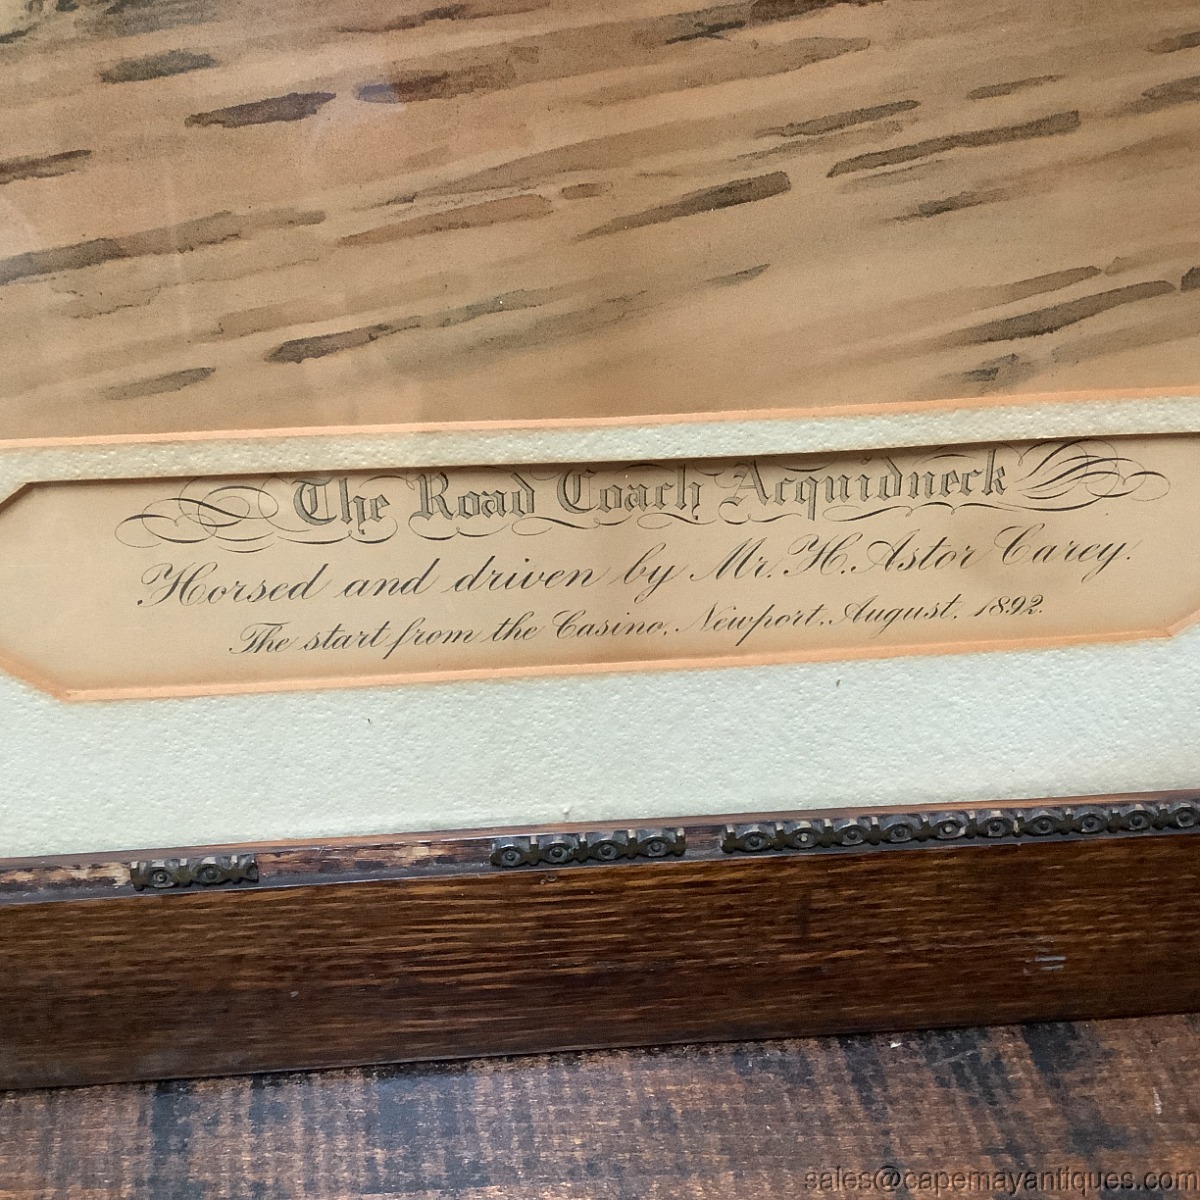 The Road Coach Acquidneck
Horsed and driven by Mr. H. Astor Carey.
The start from the Casino, Newport, August, 1892.
sales@capemayantiques.com